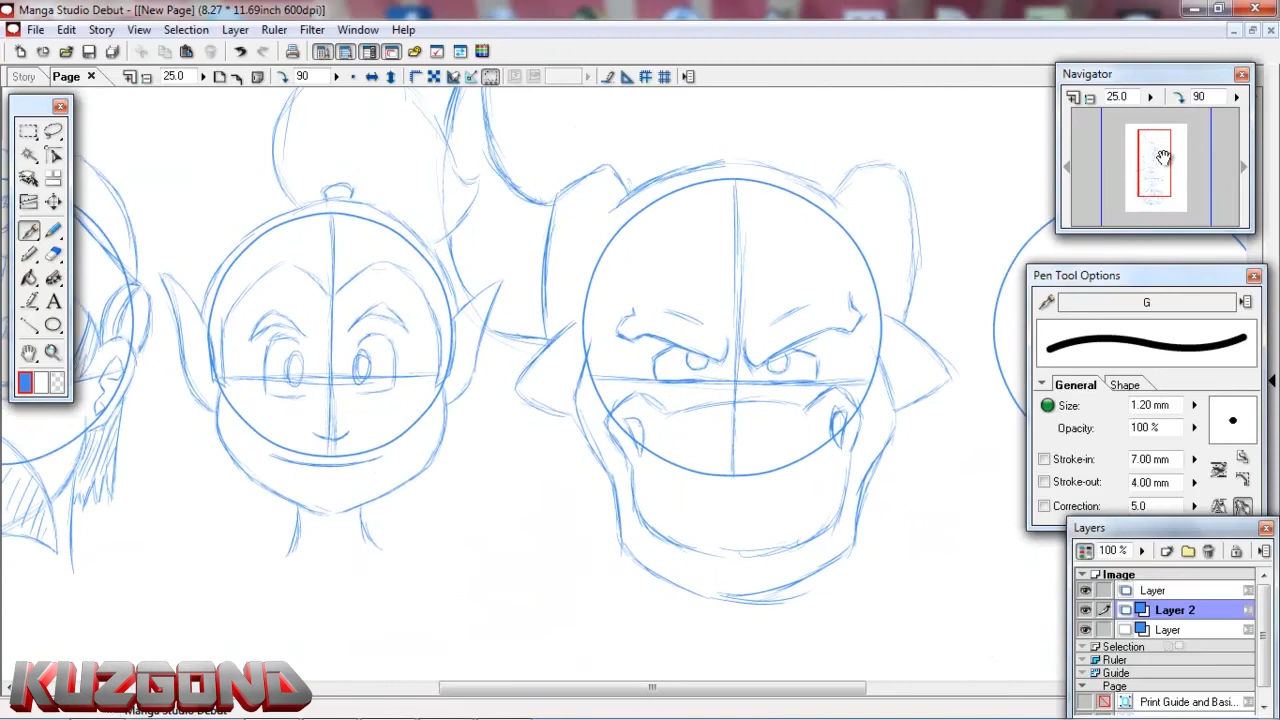 Manga Studio Debut - [[New Page] (8.27 * 11.69inch 600dpi)]
File Edit Story View Selection Layer Ruler Filter Window Help
Story Page 25.0 90
Navigator
25.0 90
Pen Tool Options
G
General Shape
Size: 1.20 mm
Opacity: 100 %
Stroke-in: 7.00 mm
Stroke-out: 4.00 mm
Correction: 5.0
Layers
100 %
Image
Layer
Layer 2
Layer
Selection
Ruler
Guide
Page
Print Guide and Basi...
A
KUZGOND
Manga Studio Debut